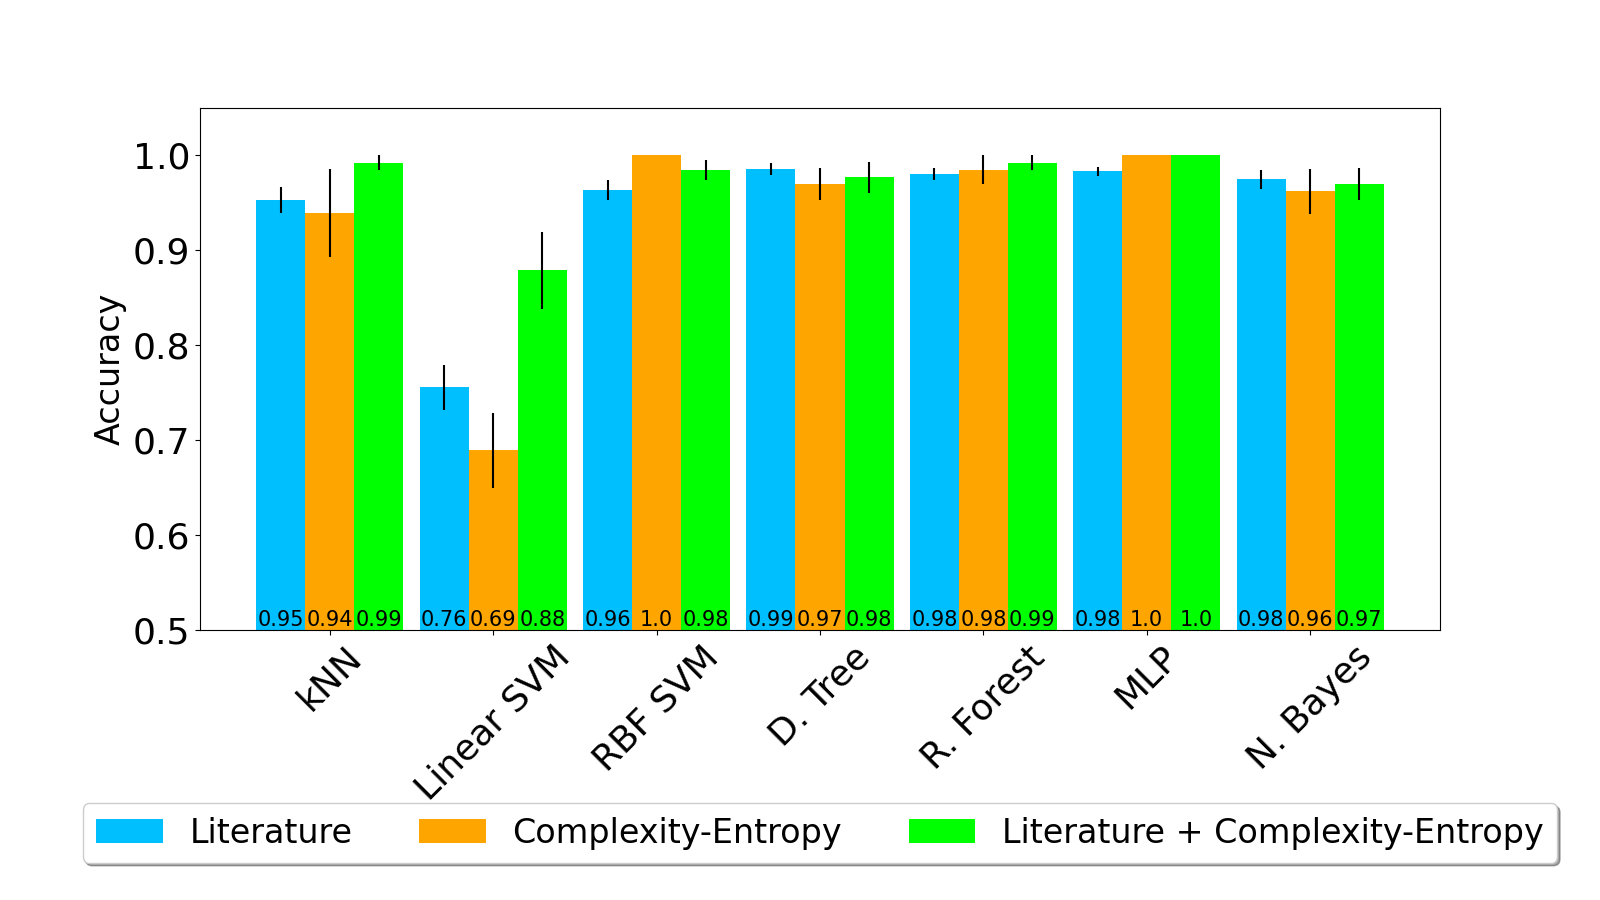 1.0
0.9
0.8
0.7
0.6
0.5
Accuracy
0.95 0.94 0.99 0.76 0.69 0.88 0.96 1.0 0.98 0.99 0.97 0.98 0.98 0.98 0.99 0.98 1.0 1.0 0.98 0.96 0.97
kNN
Linear SVM
RBF SVM
D. Tree
R. Forest
MLP
N. Bayes
Literature
Complexity-Entropy
Literature + Complexity-Entropy